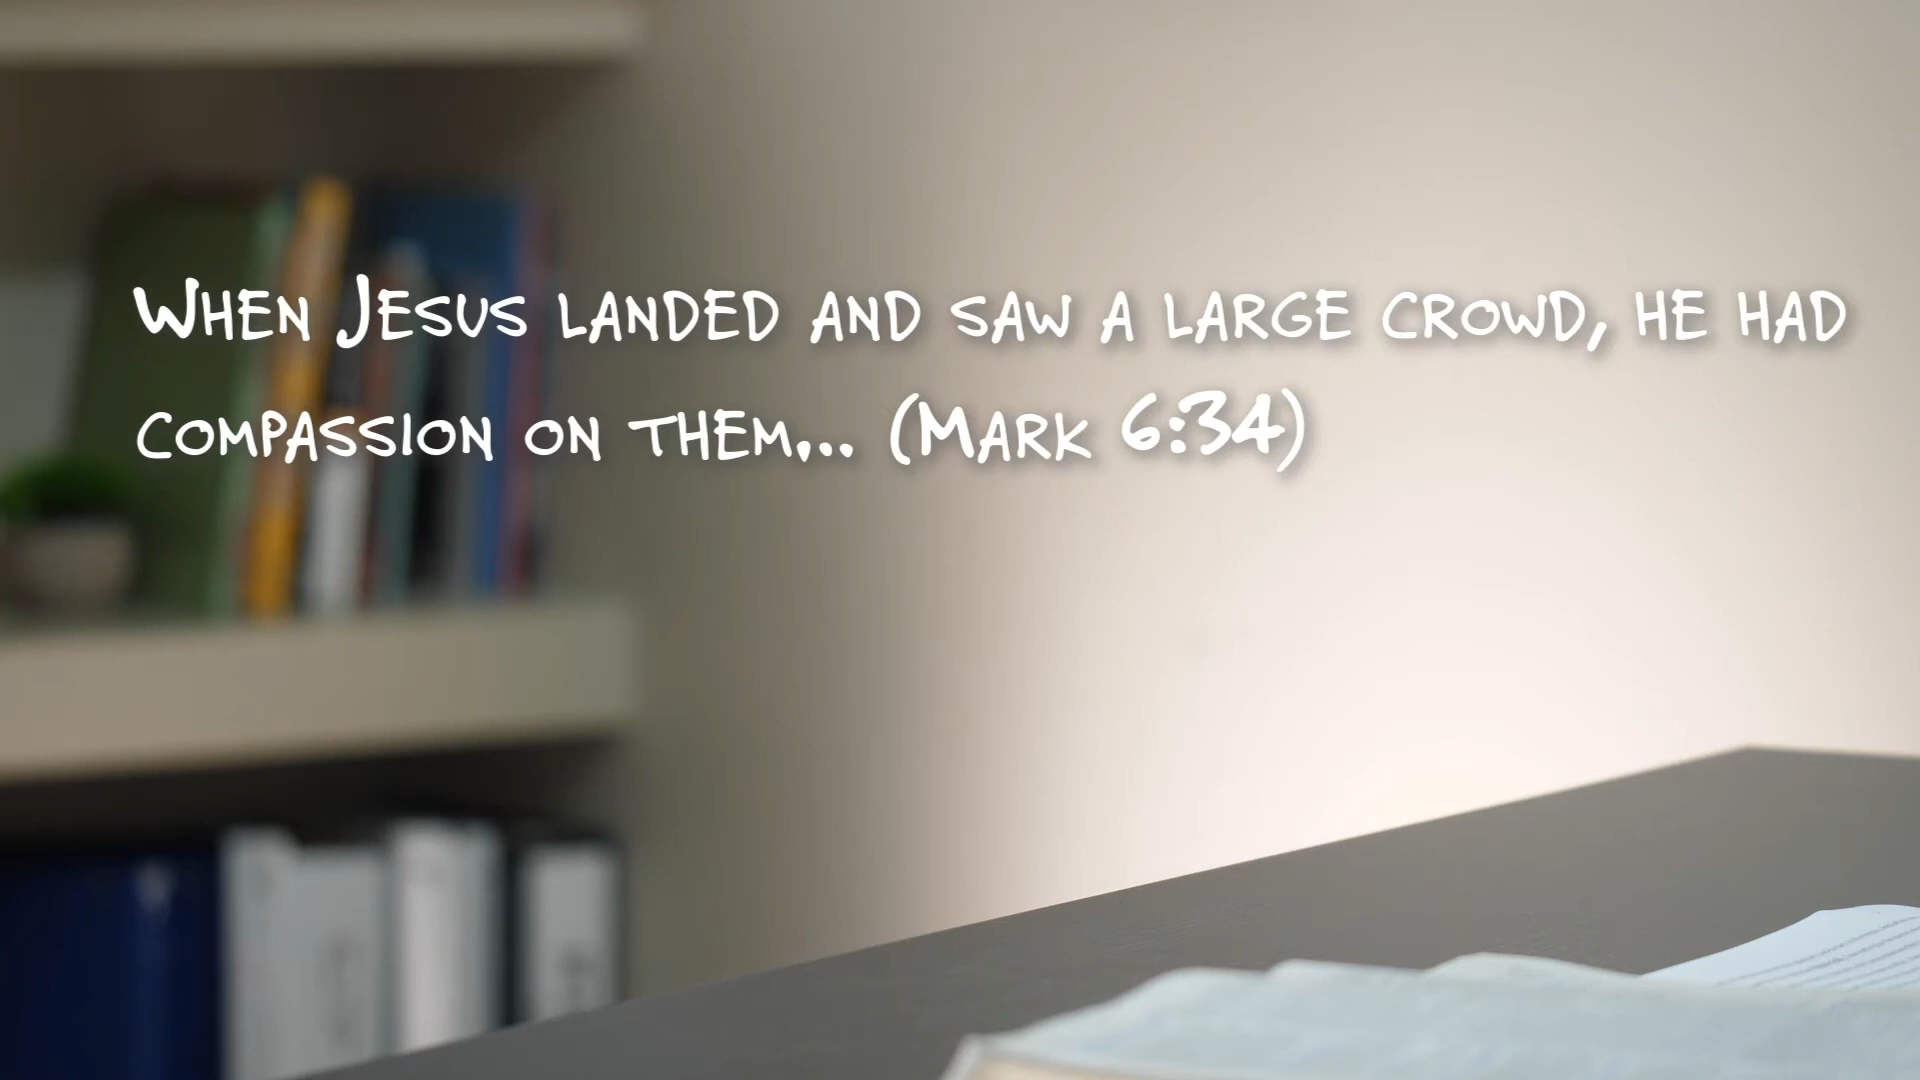 When Jesus landed and saw a large crowd, he had
compassion on them... (Mark 6:34)